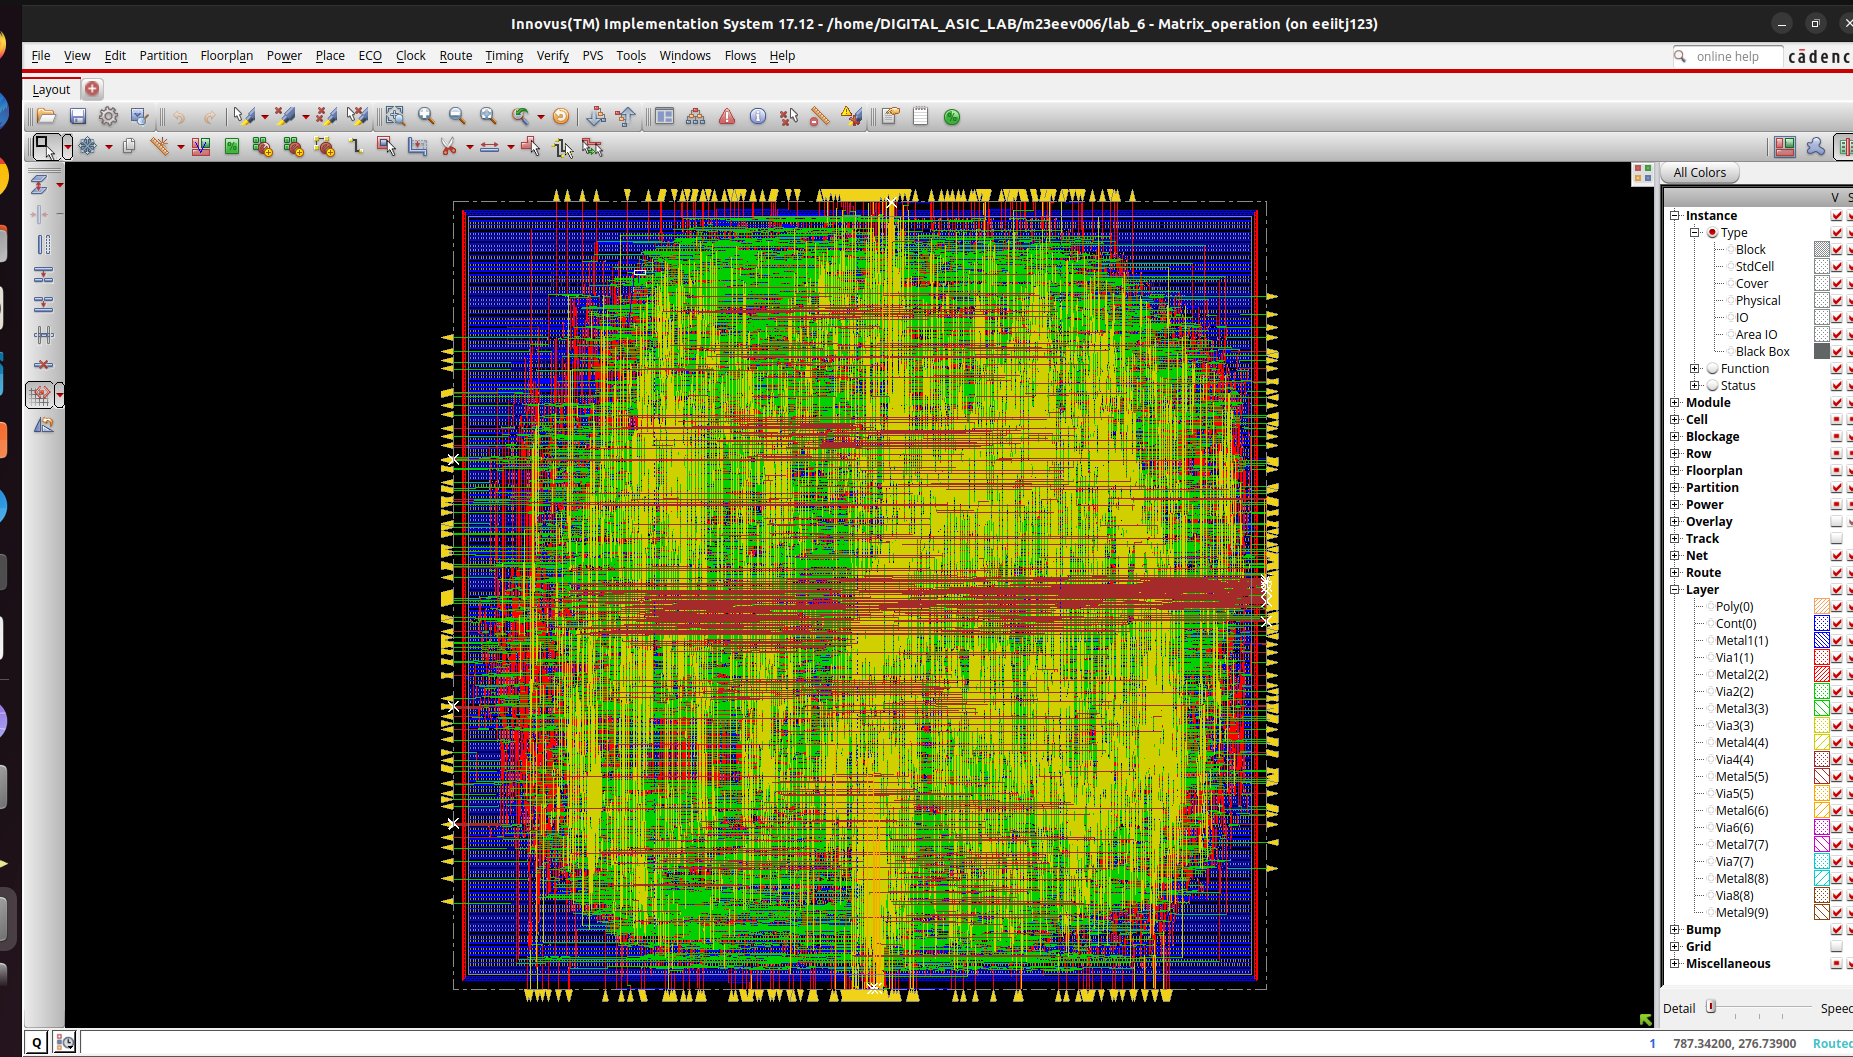 Innovus(TM) Implementation System 17.12 - /home/DIGITAL_ASIC_LAB/m23eev006/lab_6 - Matrix_operation (on eeiitj123)
File View Edit Partition Floorplan Power Place ECO Clock Route Timing Verify PVS Tools Windows Flows Help
online help
cādenc
Layout
All Colors
V S
Instance
Type
Block
StdCell
Cover
Physical
IO
Area IO
Black Box
Function
Status
Module
Cell
Blockage
Row
Floorplan
Partition
Power
Overlay
Track
Net
Route
Layer
Poly(0)
Cont(0)
Metal1(1)
Via1(1)
Metal2(2)
Via2(2)
Metal3(3)
Via3(3)
Metal4(4)
Via4(4)
Metal5(5)
Via5(5)
Metal6(6)
Via6(6)
Metal7(7)
Via7(7)
Metal8(8)
Via8(8)
Metal9(9)
Bump
Grid
Miscellaneous
Detail Speed
Q
1 787.34200, 276.73900 Routed